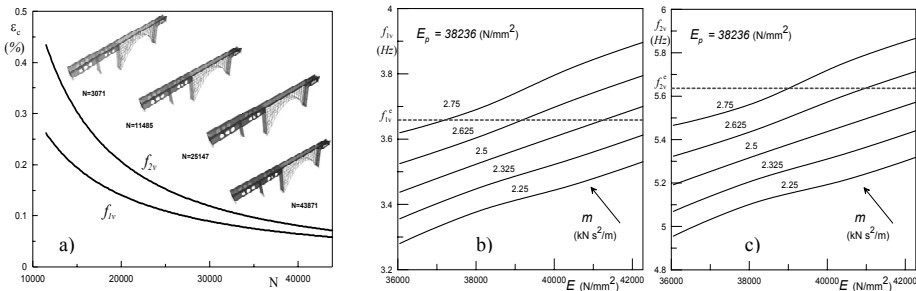 a)
ε_c
(%)
0.5
0.4
0.3
0.2
0.1
0
10000 20000 30000 40000
N
N=3071
N=11485
N=25147
N=43871
f_2v
f_1v
b)
f_1v
(Hz)
E_p = 38236 (N/mm²)
4
3.8
f^e_1v
3.6
3.4
3.2
2.75
2.625
2.5
2.325
2.25
m
(kN s²/m)
36000 38000 40000 42000
E (N/mm²)
c)
6
f_2v
(Hz)
E_p = 38236 (N/mm²)
5.8
f^e_2v
5.6
5.4
5.2
5
4.8
2.75
2.625
2.5
2.325
2.25
m
(kN s²/m)
36000 38000 40000 42000
E (N/mm²)